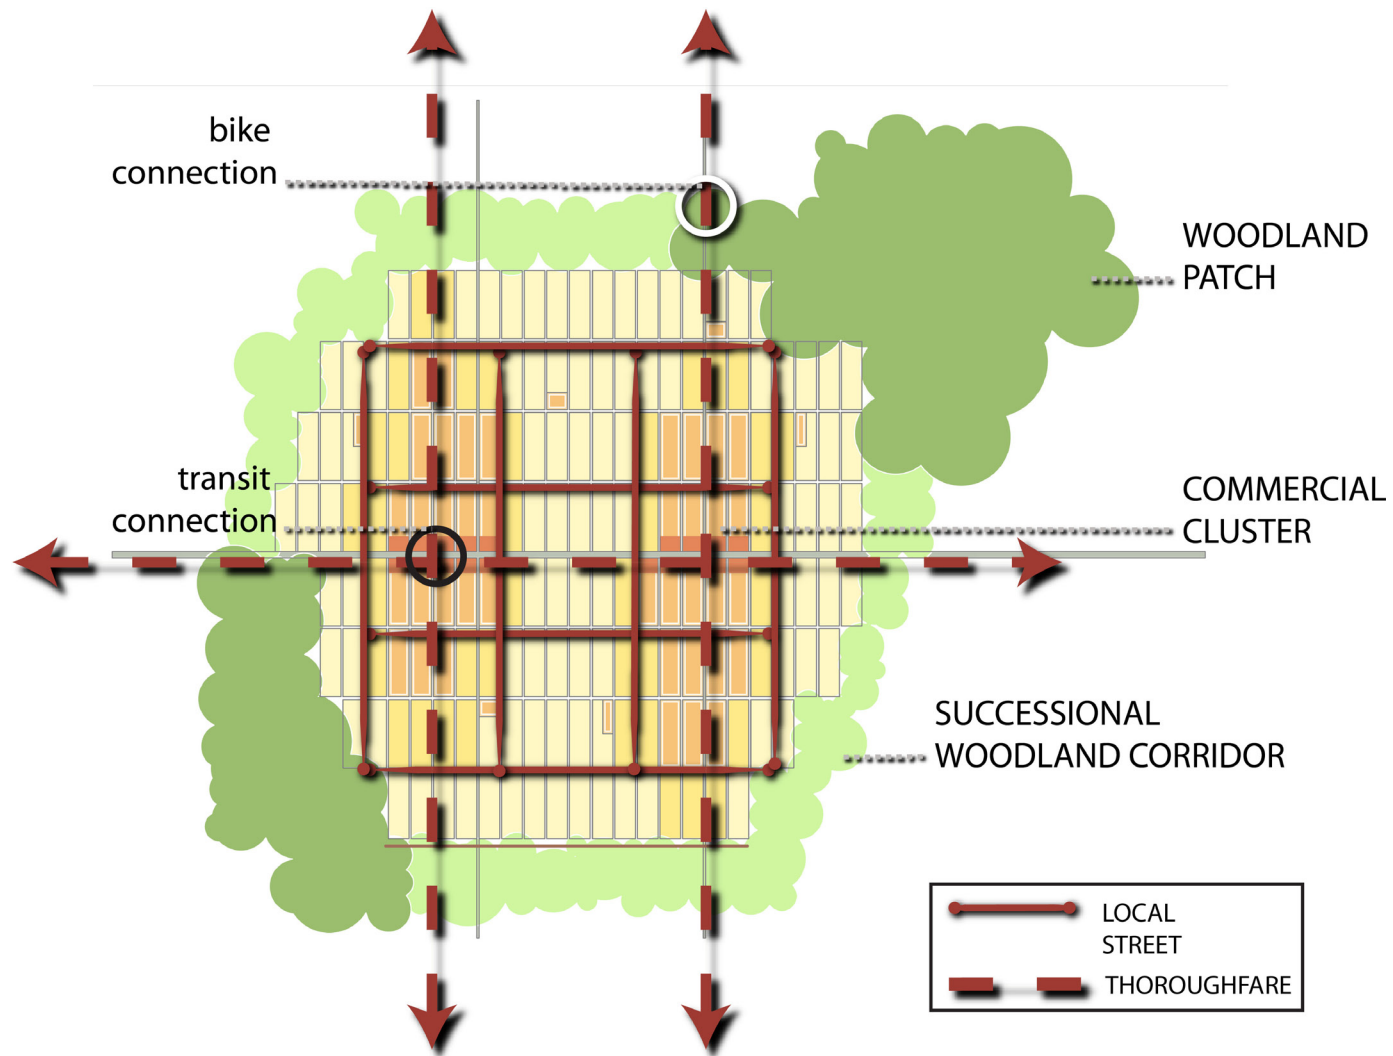 bike
connection
WOODLAND
PATCH
transit
connection
COMMERCIAL
CLUSTER
SUCCESSIONAL
WOODLAND CORRIDOR
LOCAL
STREET
THOROUGHFARE